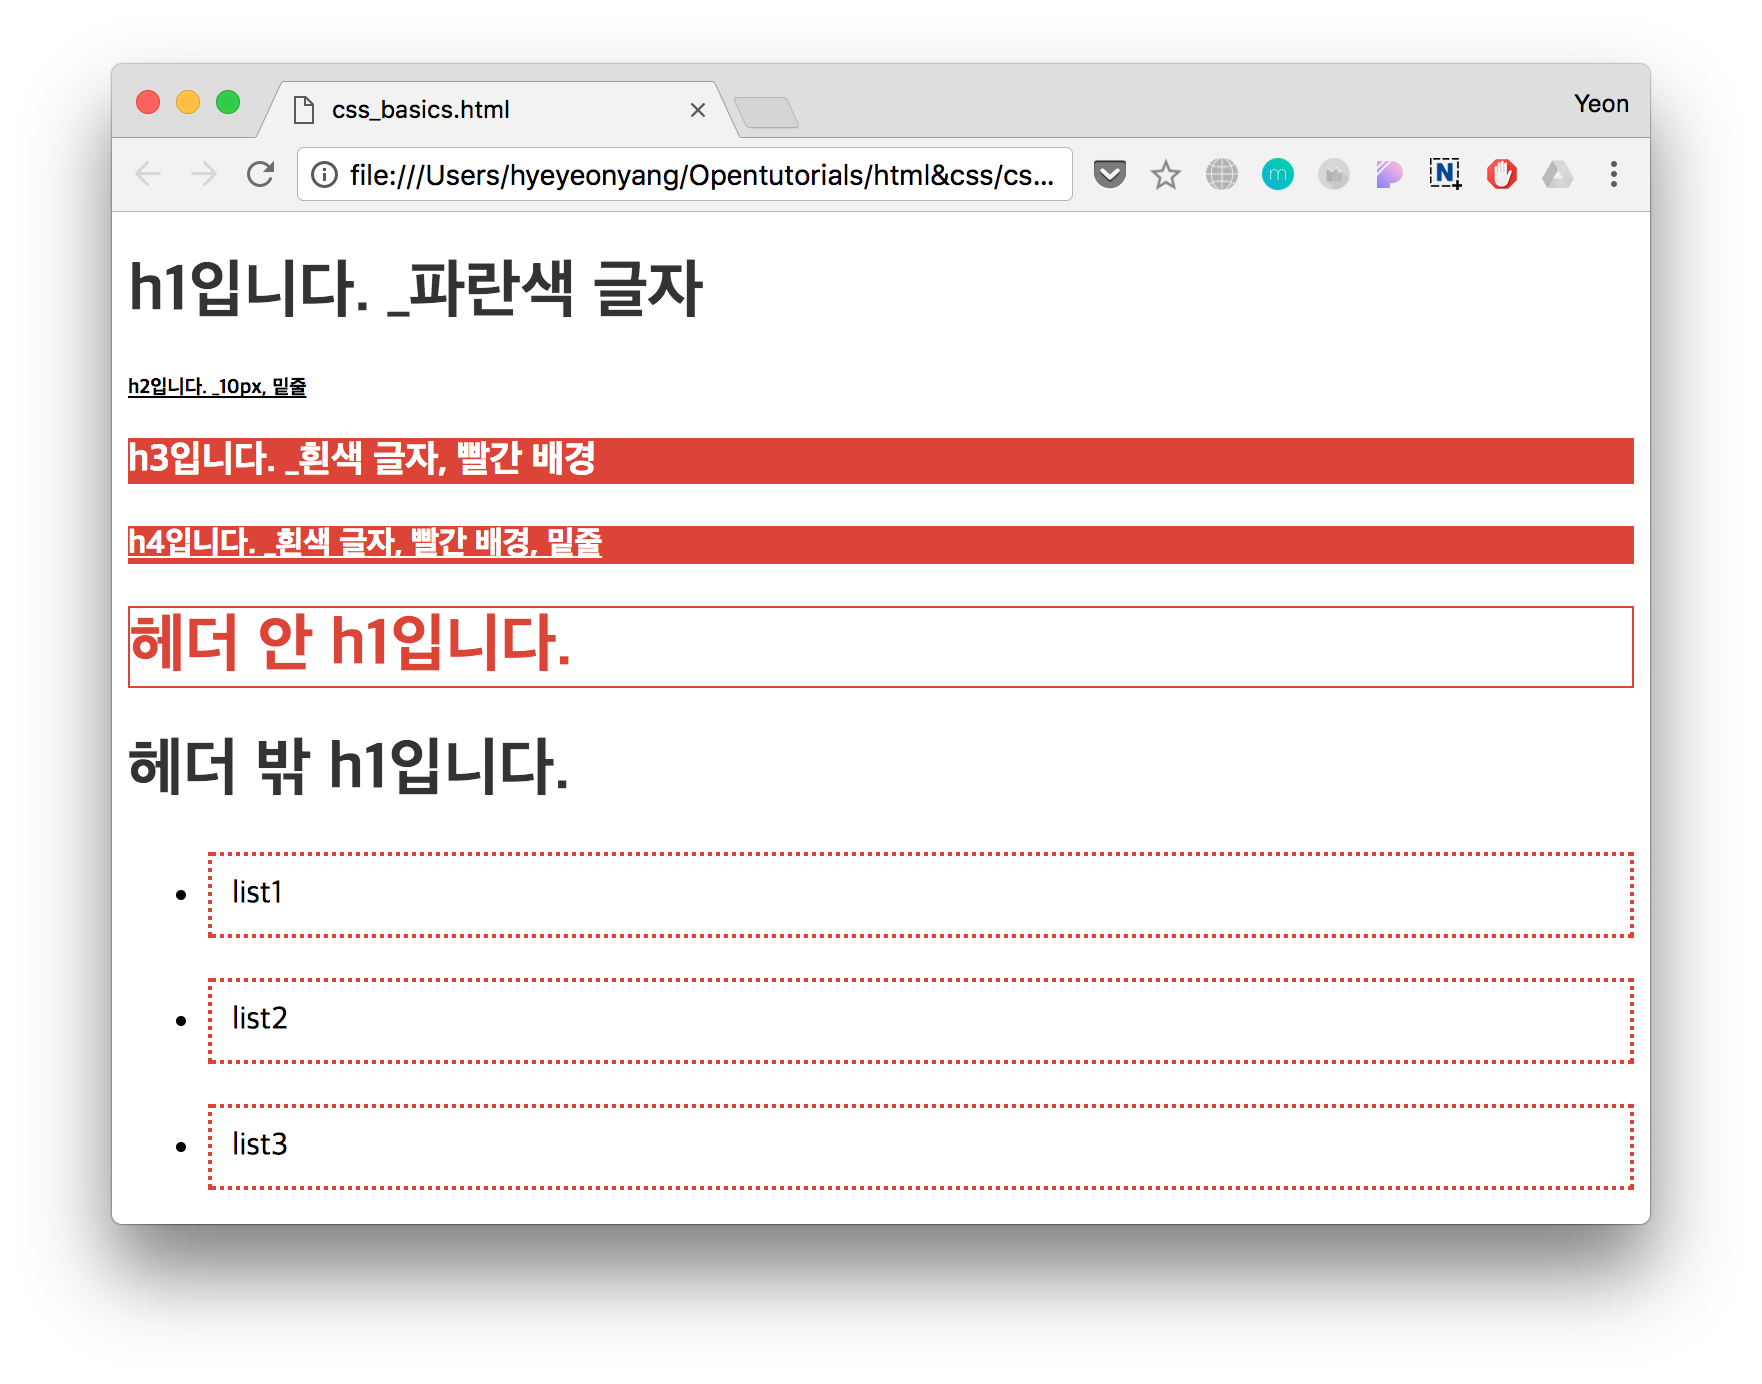 css_basics.html
Yeon
file:///Users/hyeyeonyang/Opentutorials/html&css/cs...
m
N
h1입니다. _파란색 글자
h2입니다. _10px, 밑줄
h3입니다. _흰색 글자, 빨간 배경
h4입니다. _흰색 글자, 빨간 배경, 밑줄
헤더 안 h1입니다.
헤더 밖 h1입니다.
list1
list2
list3